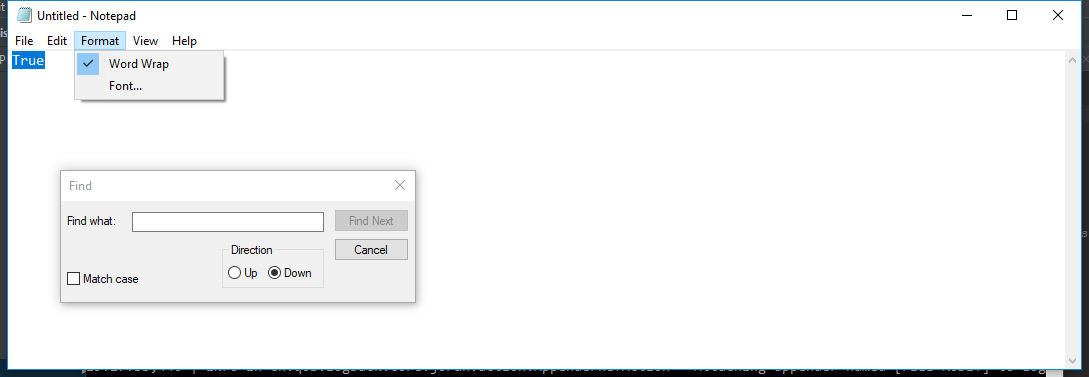 Untitled - Notepad
File Edit Format View Help
True
Word Wrap
Font...
Find
Find what: Find Next
Direction Cancel
Up Down
Match case